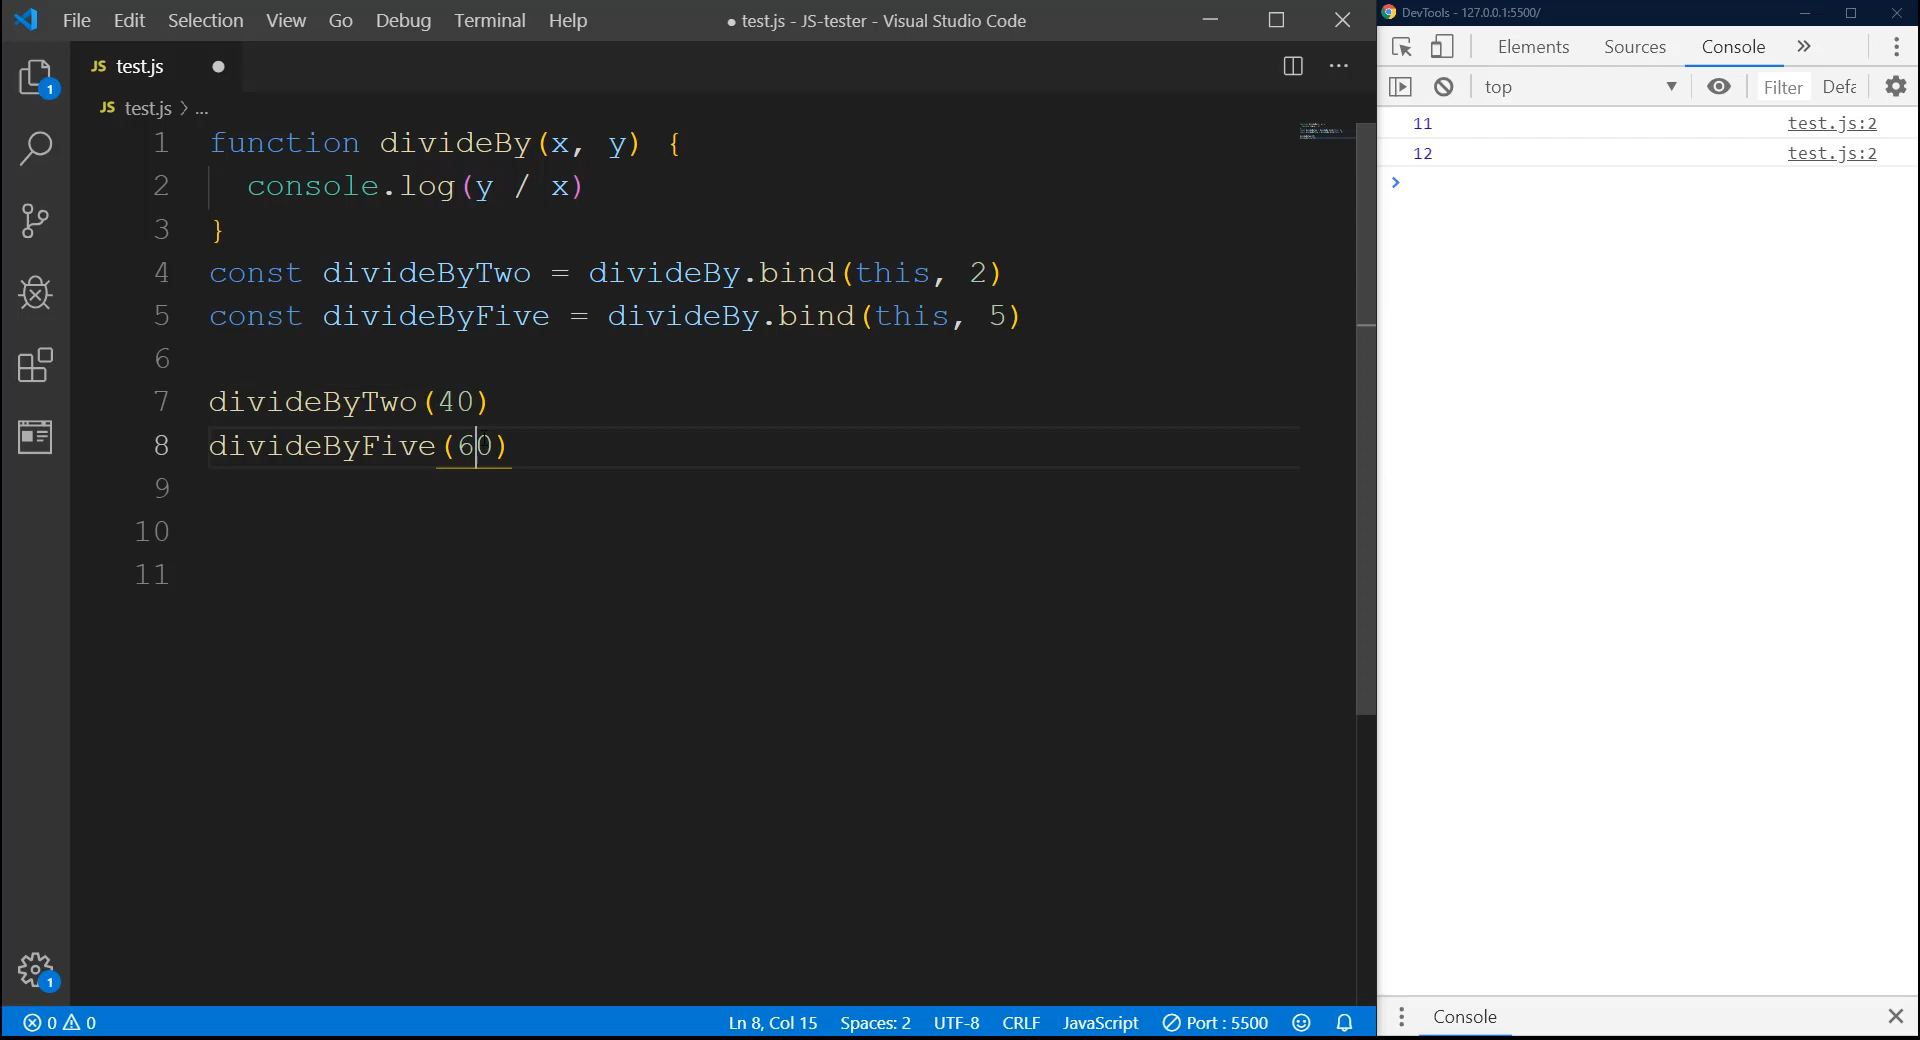 File Edit Selection View Go Debug Terminal Help
● test.js - JS-tester - Visual Studio Code
JS test.js ●
JS test.js > ...
1 function divideBy(x, y) {
2 console.log(y / x)
3 }
4 const divideByTwo = divideBy.bind(this, 2)
5 const divideByFive = divideBy.bind(this, 5)
6
7 divideByTwo(40)
8 divideByFive(60)
9
10
11
1
1
0 0
Ln 8, Col 15 Spaces: 2 UTF-8 CRLF JavaScript Port : 5500
DevTools - 127.0.0.1:5500/
Elements Sources Console »
top ▼ Filter Defa
11 test.js:2
12 test.js:2
>
Console